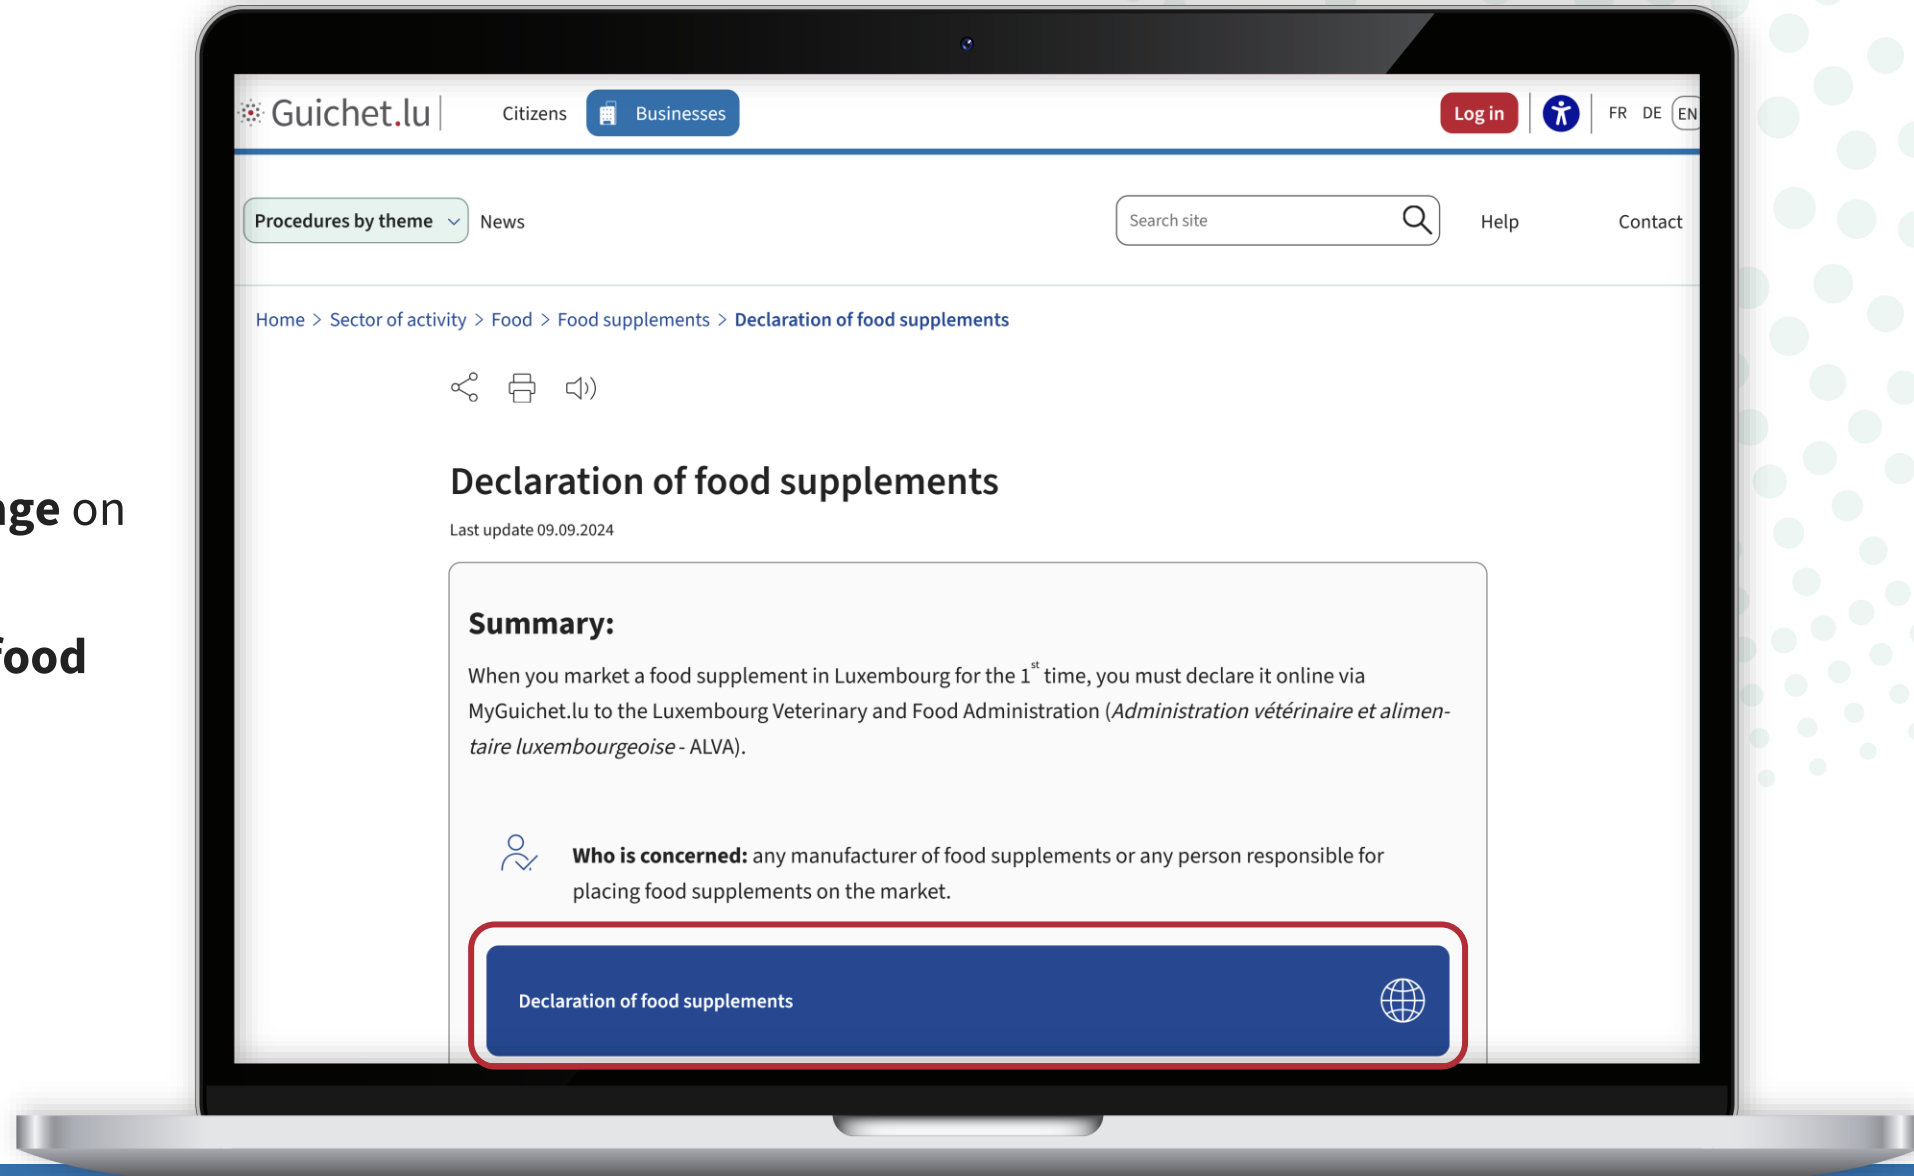 Guichet.lu
Citizens
Businesses
Log in
FR DE EN
Procedures by theme
News
Search site
Help
Contact
Home > Sector of activity > Food > Food supplements > Declaration of food supplements
Declaration of food supplements
on
Last update 09.09.2024
Summary:
food
When you market a food supplement in Luxembourg for the 1st time, you must declare it online via
MyGuichet.lu to the Luxembourg Veterinary and Food Administration (Administration vétérinaire et alimen-
taire luxembourgeoise - ALVA).
Who is concerned: any manufacturer of food supplements or any person responsible for
placing food supplements on the market.
Declaration of food supplements